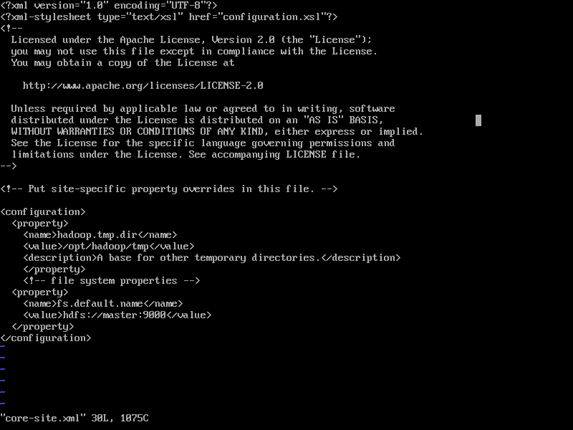 <?xml version="1.0" encoding="UTF-8"?>
<?xml-stylesheet type="text/xsl" href="configuration.xsl"?>
<!--
  Licensed under the Apache License, Version 2.0 (the "License");
  you may not use this file except in compliance with the License.
  You may obtain a copy of the License at

    http://www.apache.org/licenses/LICENSE-2.0

  Unless required by applicable law or agreed to in writing, software
  distributed under the License is distributed on an "AS IS" BASIS,
  WITHOUT WARRANTIES OR CONDITIONS OF ANY KIND, either express or implied.
  See the License for the specific language governing permissions and
  limitations under the License. See accompanying LICENSE file.
-->

<!-- Put site-specific property overrides in this file. -->

<configuration>
  <property>
    <name>hadoop.tmp.dir</name>
    <value>/opt/hadoop/tmp</value>
    <description>A base for other temporary directories.</description>
    </property>
    <!-- file system properties -->
  <property>
    <name>fs.default.name</name>
    <value>hdfs://master:9000</value>
  </property>
</configuration>
~
~
~
~
~
~
"core-site.xml" 30L, 1075C